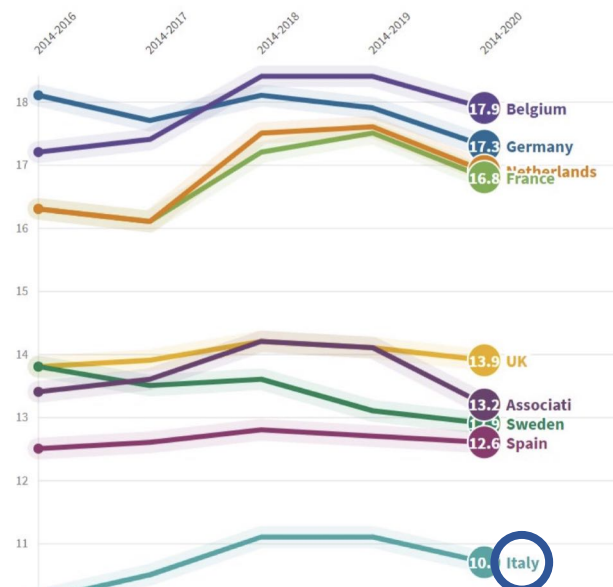 2014-2016 2014-2017 2014-2018 2014-2019 2014-2020
18
17.9 Belgium
17.3 Germany
17
Netherlands
16.8 France
16
15
14
13.9 UK
13.2 Associati
13
Sweden
12.6 Spain
12
11
10. Italy